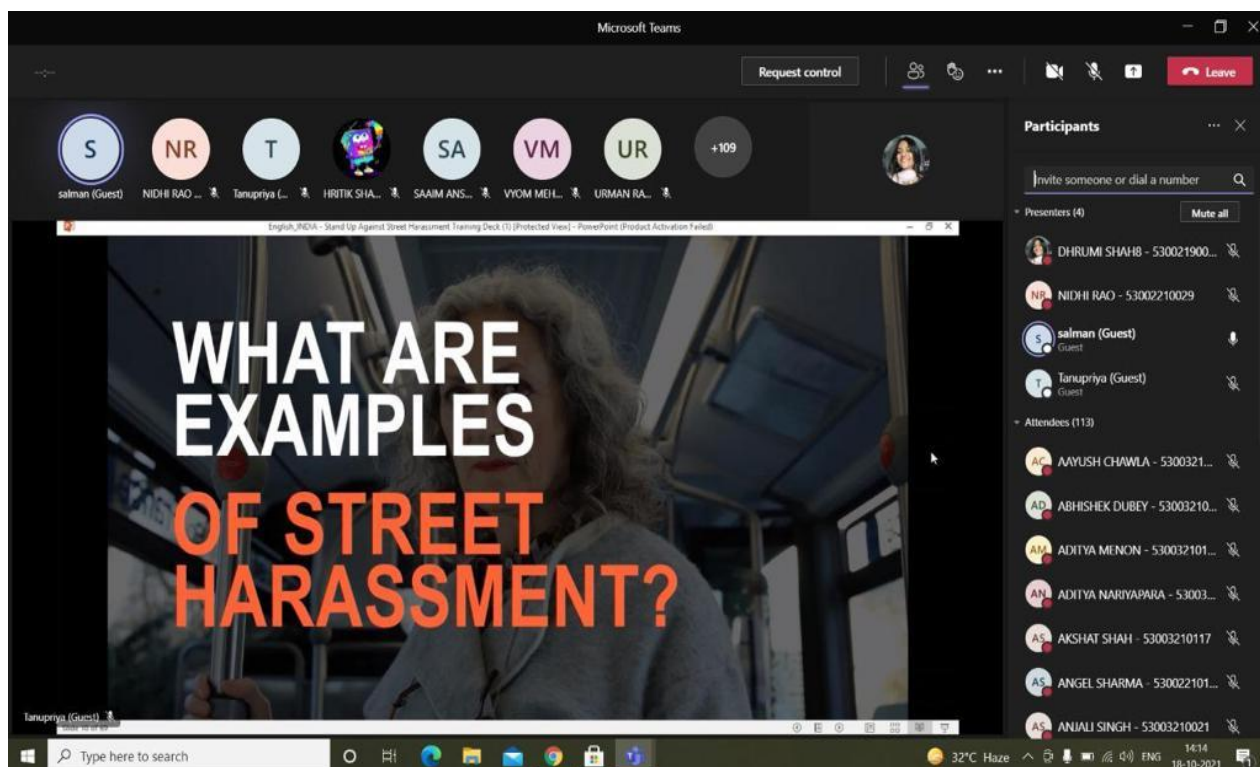 Microsoft Teams
--:--
Request control
Leave
S
NR
T
SA
VM
UR
+109
salman (Guest)
NIDHI RAO ...
Tanupriya (...
HRITIK SHA...
SAAIM ANS...
VYOM MEH...
URMAN RA...
Participants
Invite someone or dial a number
Presenters (4)
Mute all
DHRUMI SHAH8 - 530021900...
NR
NIDHI RAO - 53002210029
S
salman (Guest)
Guest
T
Tanupriya (Guest)
Guest
Attendees (113)
AC
AAYUSH CHAWLA - 5300321...
AD
ABHISHEK DUBEY - 53003210...
AM
ADITYA MENON - 530032101...
AN
ADITYA NARIYAPARA - 53003...
AS
AKSHAT SHAH - 53003210117
AS
ANGEL SHARMA - 530022101...
AS
ANJALI SINGH - 53003210021
English_INDIA - Stand Up Against Street Harassment Training Deck (1) [Protected View] - PowerPoint (Product Activation Failed)
WHAT ARE
EXAMPLES
OF STREET
HARASSMENT?
Tanupriya (Guest)
Type here to search
32°C Haze
ENG
14:14
18-10-2021